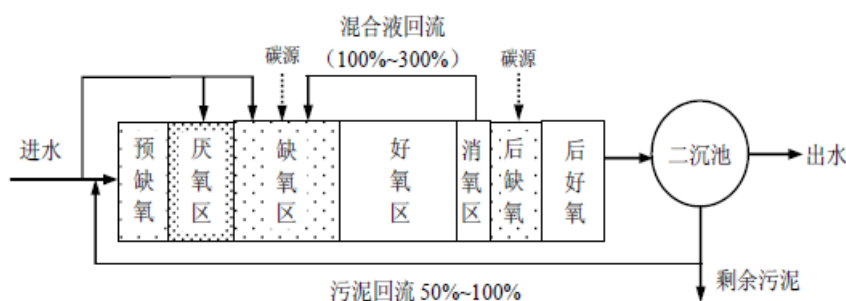 混合液回流
（100%~300%）
碳源
碳源
进水
预缺氧
厌氧区
缺氧区
好氧区
消氧区
后缺氧
后好氧
二沉池
出水
污泥回流 50%~100%
剩余污泥